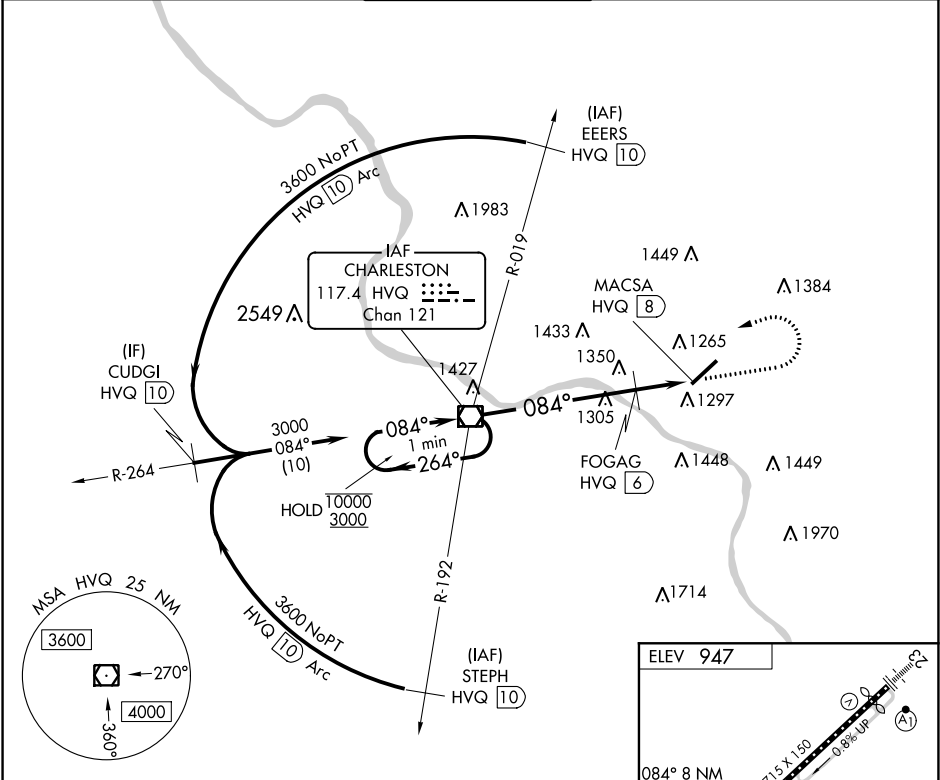 (IAF)
EEERS
HVQ 10
3600 NoPT
HVQ 10 Arc
1983
R-019
IAF
CHARLESTON
117.4 HVQ
Chan 121
1449
MACSA
HVQ 8
1384
2549
1433
1265
1350
(IF)
CUDGI
HVQ 10
1427
1297
084°
1305
3000
084°
(10)
084°
1 min
264°
R-264
FOGAG
HVQ 6
1448
1449
HOLD 10000
3000
1970
R-192
1714
3600 NoPT
HVQ 10 Arc
MSA HVQ 25 NM
3600
270°
4000
360°
(IAF)
STEPH
HVQ 10
ELEV 947
23
V
A1
715 X 150
0.8% UP
084° 8 NM